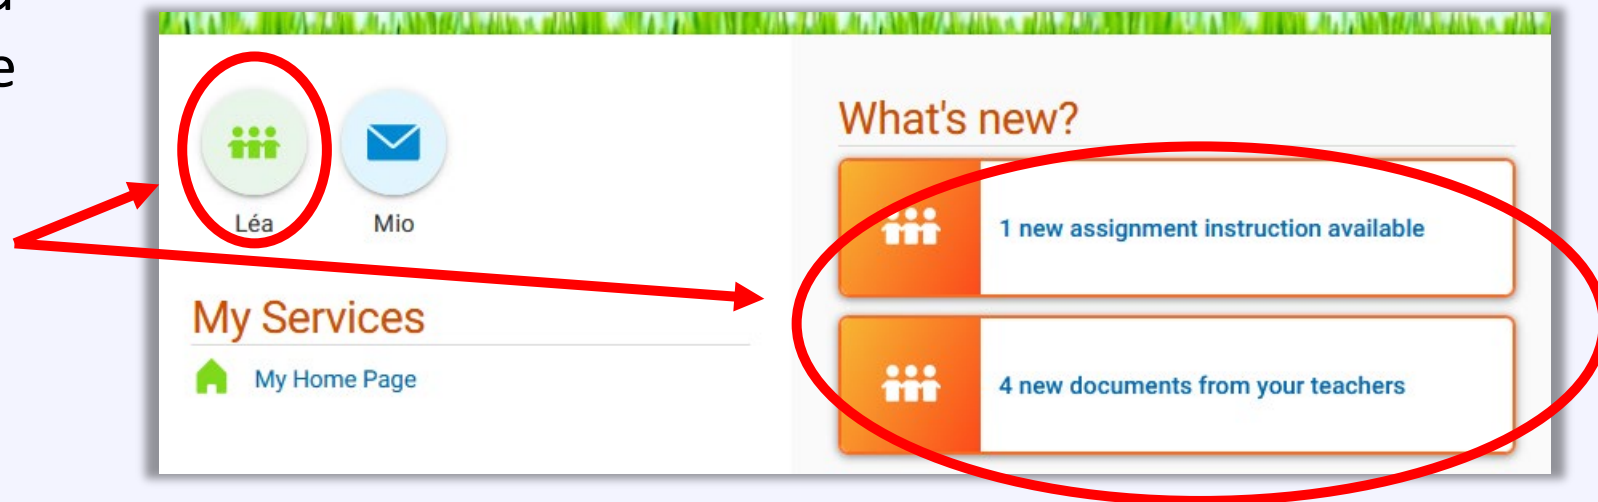 Léa
Mio
My Services
My Home Page
What's new?
1 new assignment instruction available
4 new documents from your teachers